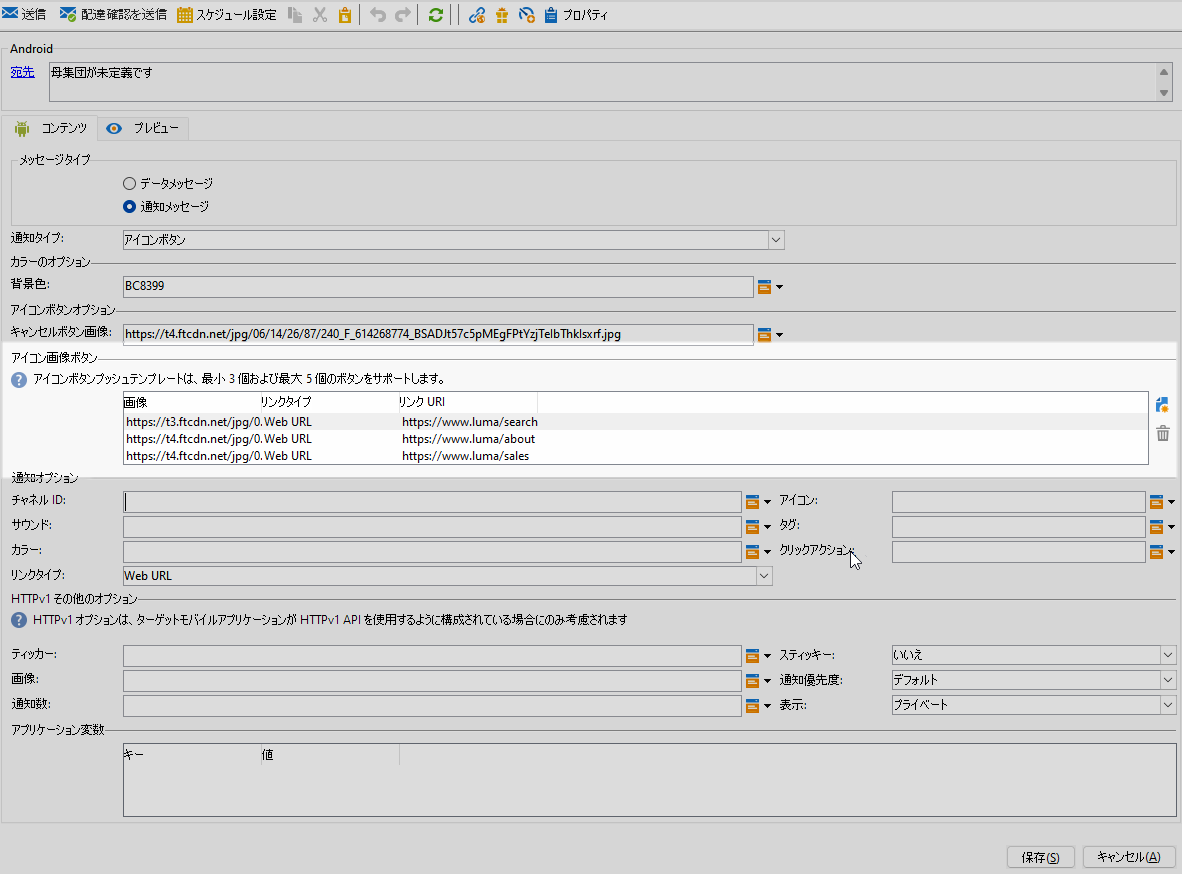 送信 配達確認を送信 スケジュール設定 プロパティ
Android
宛先 母集団が未定義です
コンテンツ プレビュー
メッセージタイプ
データメッセージ
通知メッセージ
通知タイプ: アイコンボタン
カラーのオプション
背景色: BC8399
アイコンボタンオプション
キャンセルボタン画像: https://t4.ftcdn.net/jpg/06/14/26/87/240_F_614268774_BSADJt57c5pMEgFPtYzjTelbThklsxrf.jpg
アイコン画像ボタン
アイコンボタンプッシュテンプレートは、最小 3 個および最大 5 個のボタンをサポートします。
画像 リンクタイプ リンク URI
https://t3.ftcdn.net/jpg/0. Web URL https://www.luma/search
https://t4.ftcdn.net/jpg/0. Web URL https://www.luma/about
https://t4.ftcdn.net/jpg/0. Web URL https://www.luma/sales
通知オプション
チャネル ID: アイコン:
サウンド: タグ:
カラー: クリックアクション:
リンクタイプ: Web URL
HTTPv1 その他のオプション
HTTPv1 オプションは、ターゲットモバイルアプリケーションが HTTPv1 API を使用するように構成されている場合にのみ考慮されます
ティッカー: スティッキー: いいえ
画像: 通知優先度: デフォルト
通知数: 表示: プライベート
アプリケーション変数
キー 値
保存(S) キャンセル(A)